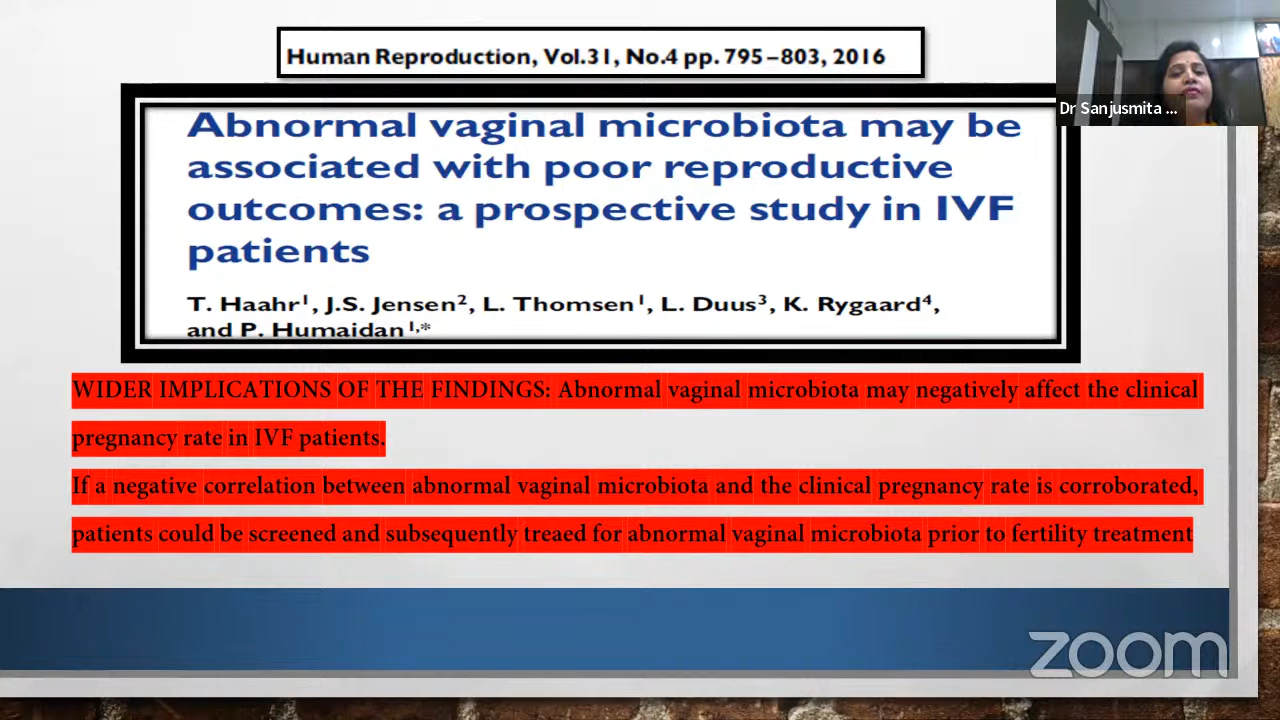 Human Reproduction, Vol.31, No.4 pp. 795–803, 2016
Dr Sanjusmita ...
Abnormal vaginal microbiota may be
associated with poor reproductive
outcomes: a prospective study in IVF
patients
T. Haahr¹, J.S. Jensen², L. Thomsen¹, L. Duus³, K. Rygaard⁴,
and P. Humaidan¹,*
WIDER IMPLICATIONS OF THE FINDINGS: Abnormal vaginal microbiota may negatively affect the clinical
pregnancy rate in IVF patients.
If a negative correlation between abnormal vaginal microbiota and the clinical pregnancy rate is corroborated,
patients could be screened and subsequently treaed for abnormal vaginal microbiota prior to fertility treatment
zoom